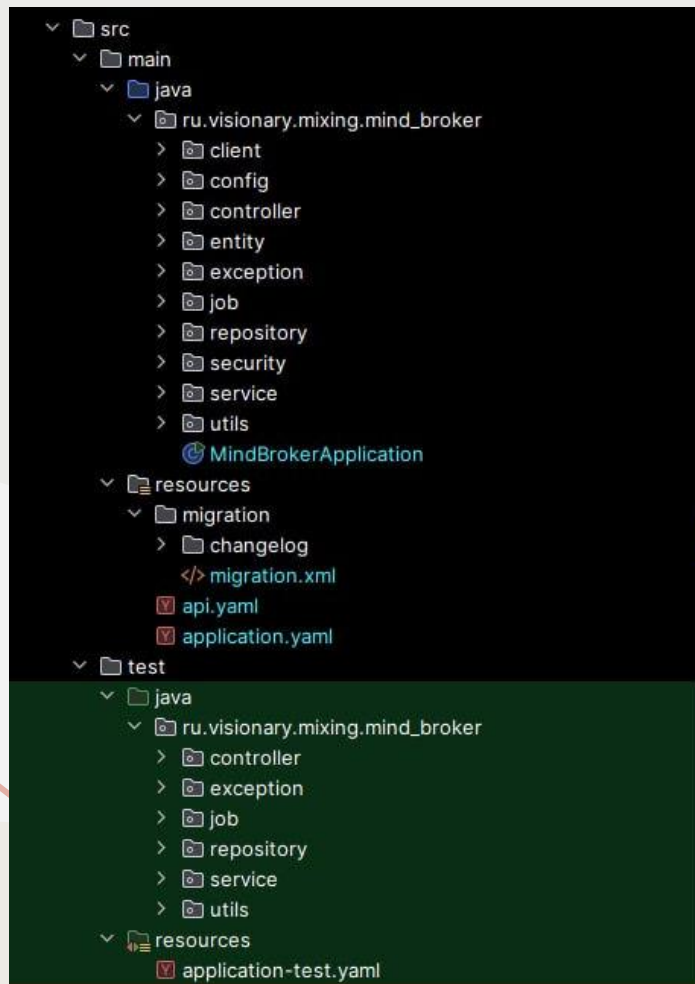 src
main
java
ru.visionary.mixing.mind_broker
client
config
controller
entity
exception
job
repository
security
service
utils
MindBrokerApplication
resources
migration
changelog
</> migration.xml
Y api.yaml
Y application.yaml
test
java
ru.visionary.mixing.mind_broker
controller
exception
job
repository
service
utils
resources
Y application-test.yaml